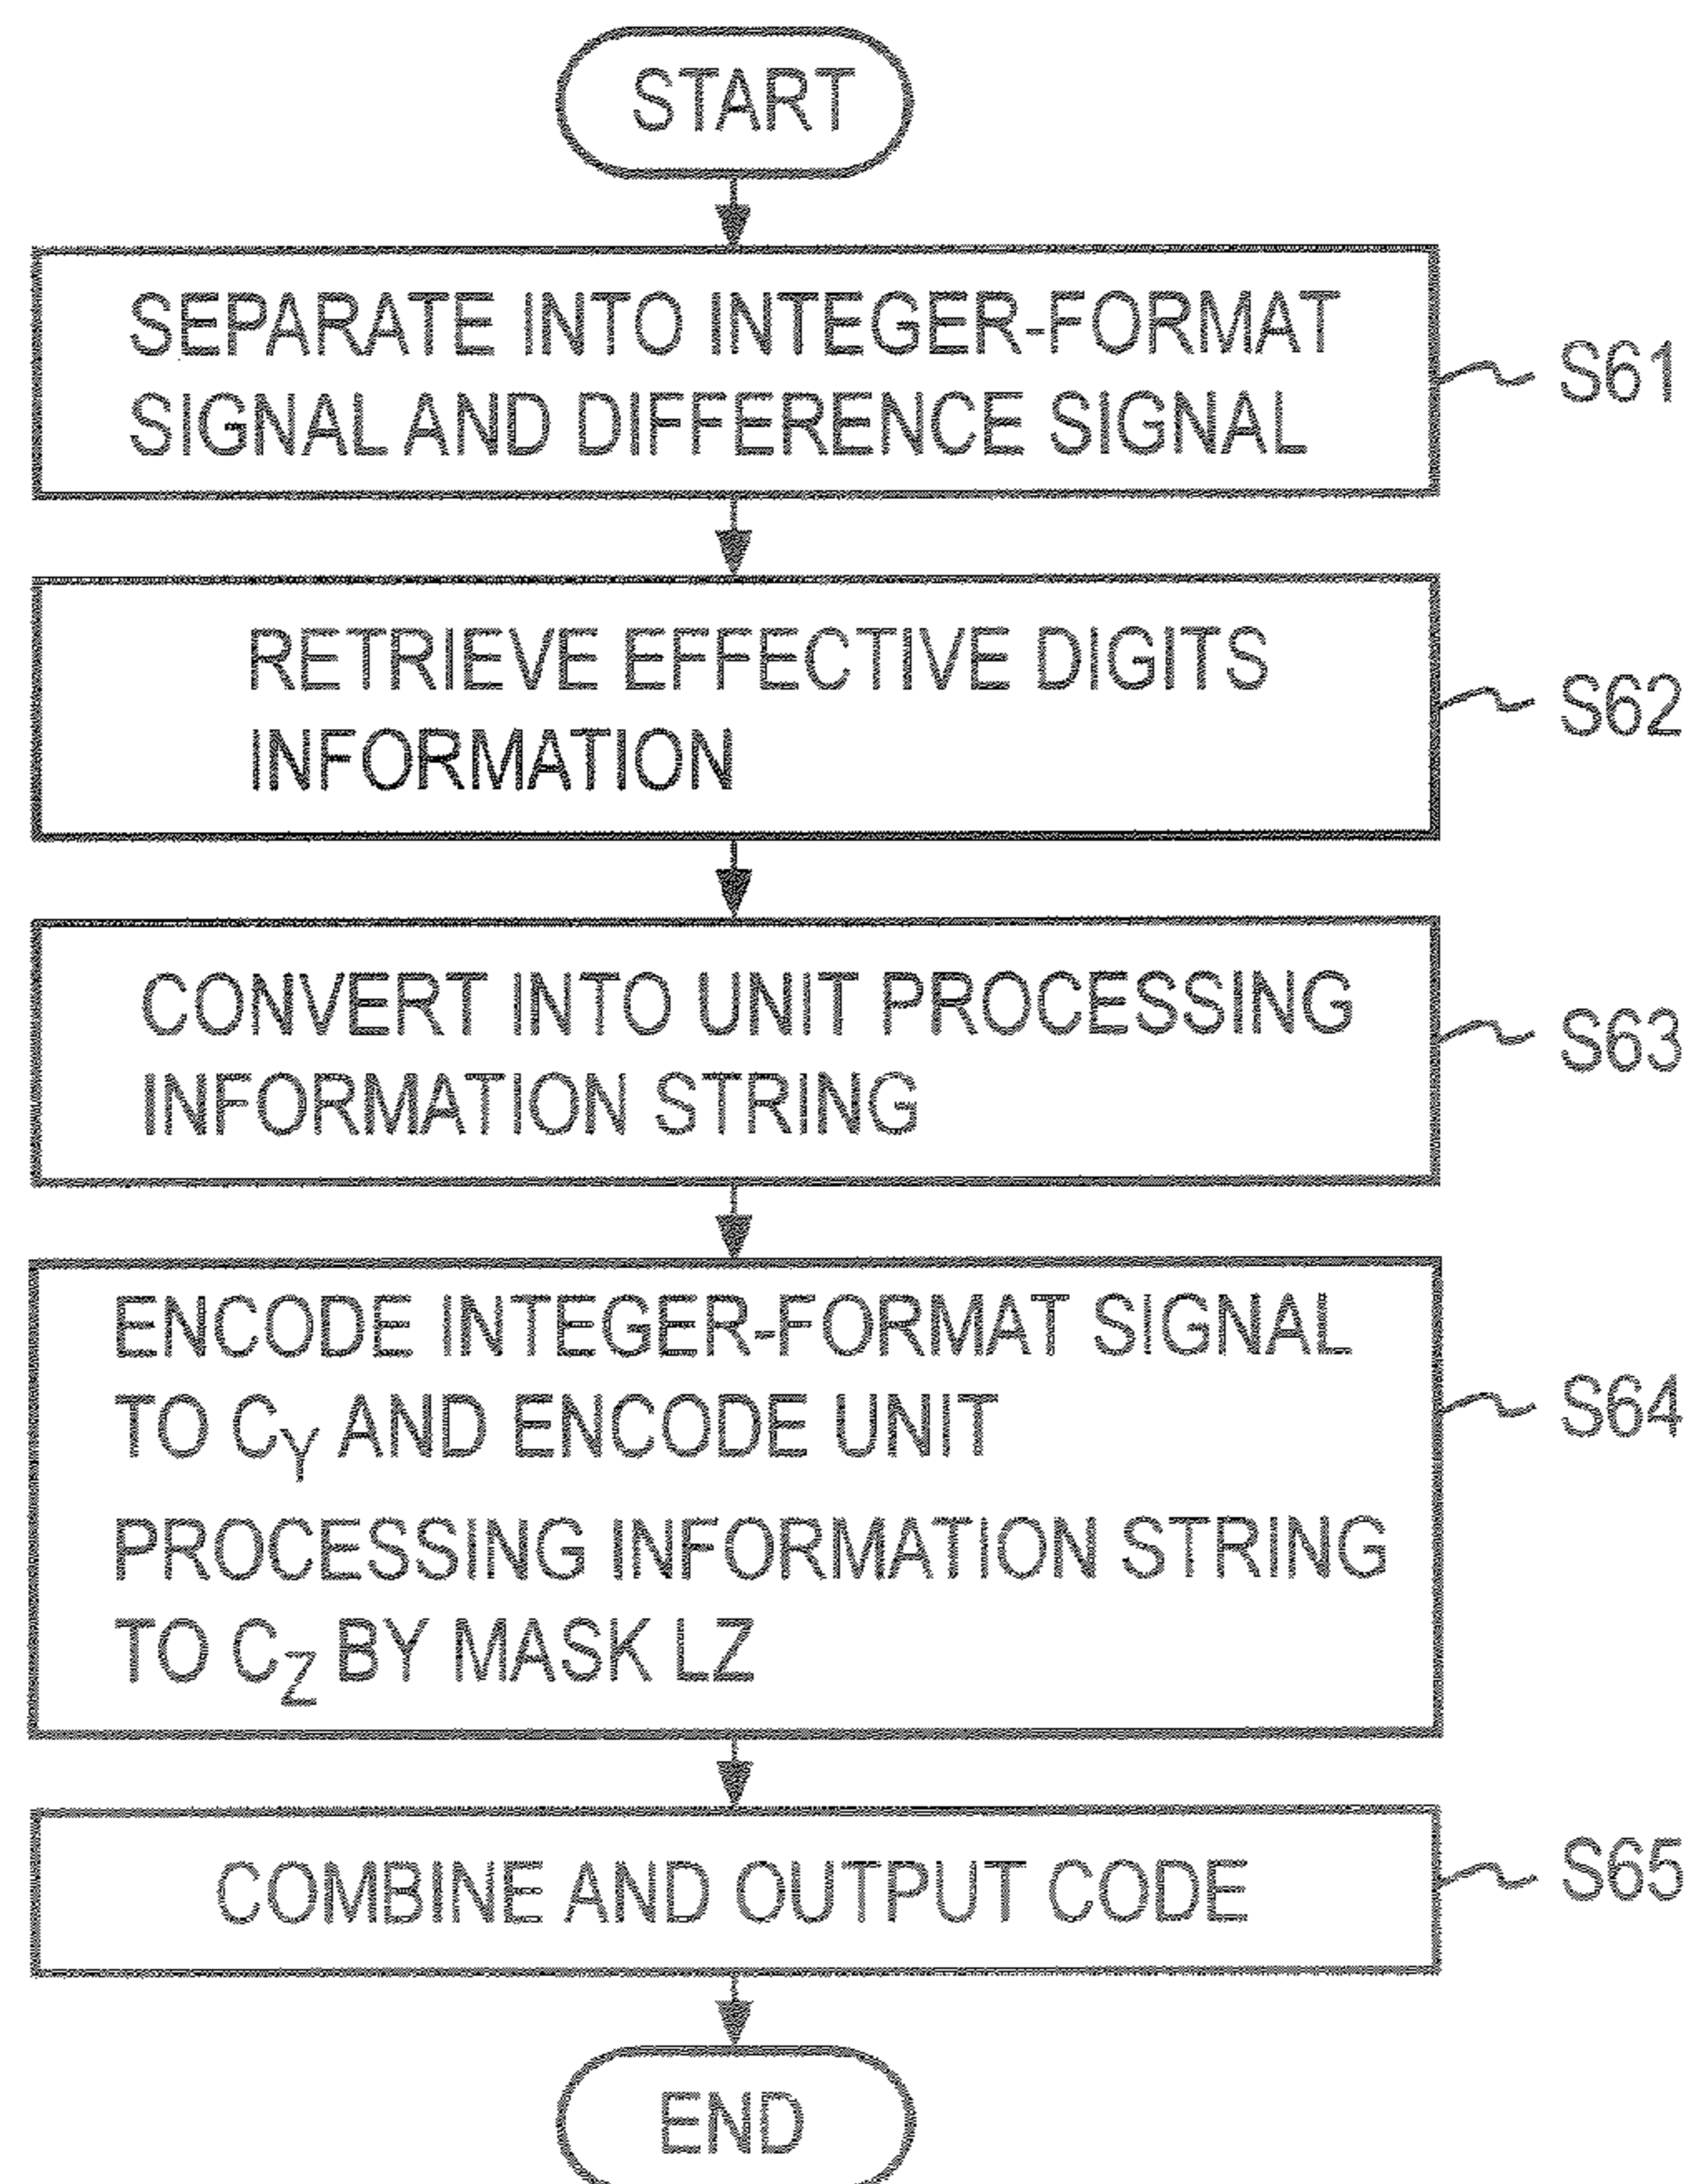 START
SEPARATE INTO INTEGER-FORMAT
SIGNAL AND DIFFERENCE SIGNAL
S61
RETRIEVE EFFECTIVE DIGITS
INFORMATION
S62
CONVERT INTO UNIT PROCESSING
INFORMATION STRING
S63
ENCODE INTEGER-FORMAT SIGNAL
TO CY AND ENCODE UNIT
PROCESSING INFORMATION STRING
TO CZ BY MASK LZ
S64
COMBINE AND OUTPUT CODE
S65
END